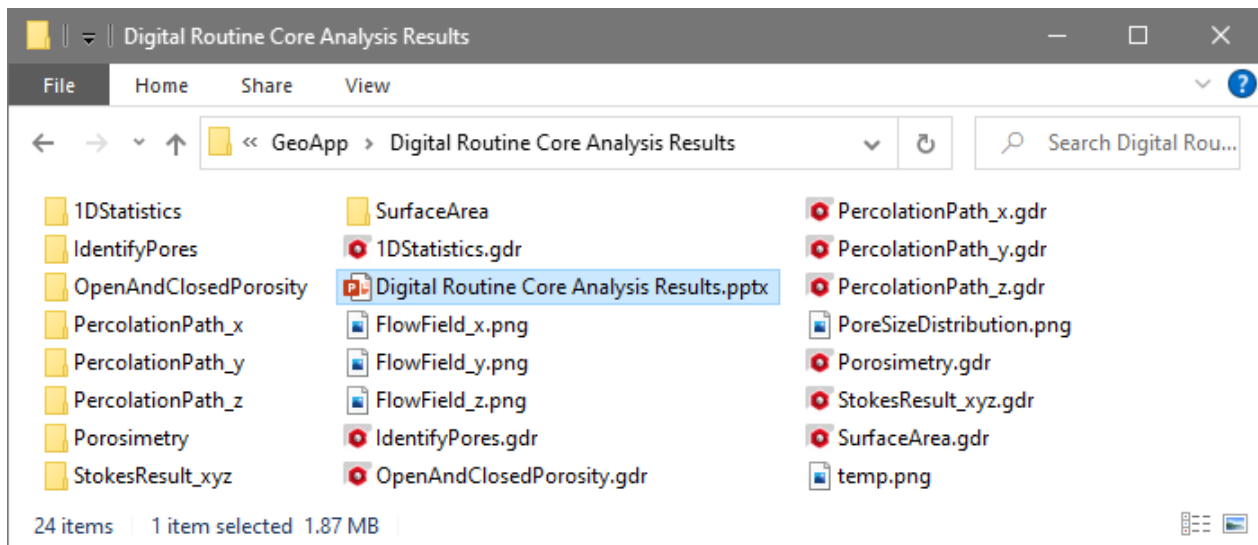 Digital Routine Core Analysis Results
File Home Share View
?
« GeoApp > Digital Routine Core Analysis Results
Search Digital Rou...
1DStatistics
IdentifyPores
OpenAndClosedPorosity
PercolationPath_x
PercolationPath_y
PercolationPath_z
Porosimetry
StokesResult_xyz
SurfaceArea
1DStatistics.gdr
Digital Routine Core Analysis Results.pptx
FlowField_x.png
FlowField_y.png
FlowField_z.png
IdentifyPores.gdr
OpenAndClosedPorosity.gdr
PercolationPath_x.gdr
PercolationPath_y.gdr
PercolationPath_z.gdr
PoreSizeDistribution.png
Porosimetry.gdr
StokesResult_xyz.gdr
SurfaceArea.gdr
temp.png
24 items 1 item selected 1.87 MB